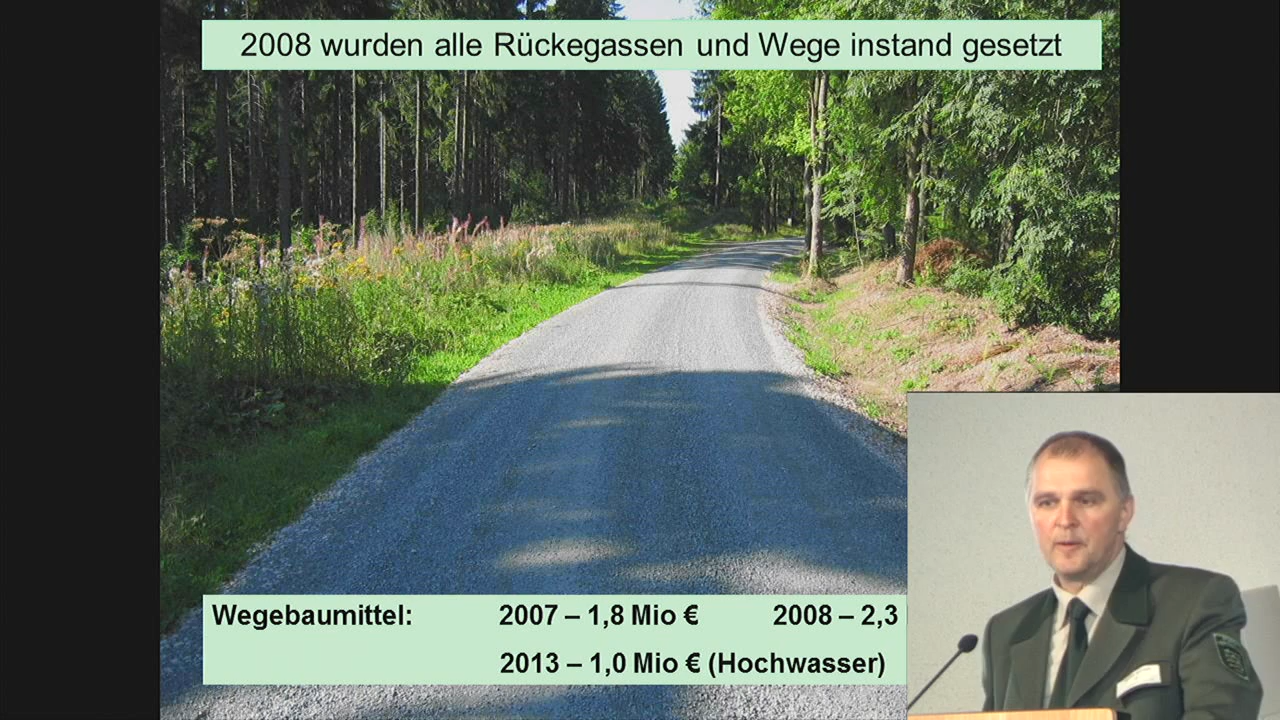 2008 wurden alle Rückegassen und Wege instand gesetzt
Wegebaumittel: 2007 – 1,8 Mio € 2008 – 2,3
2013 – 1,0 Mio € (Hochwasser)